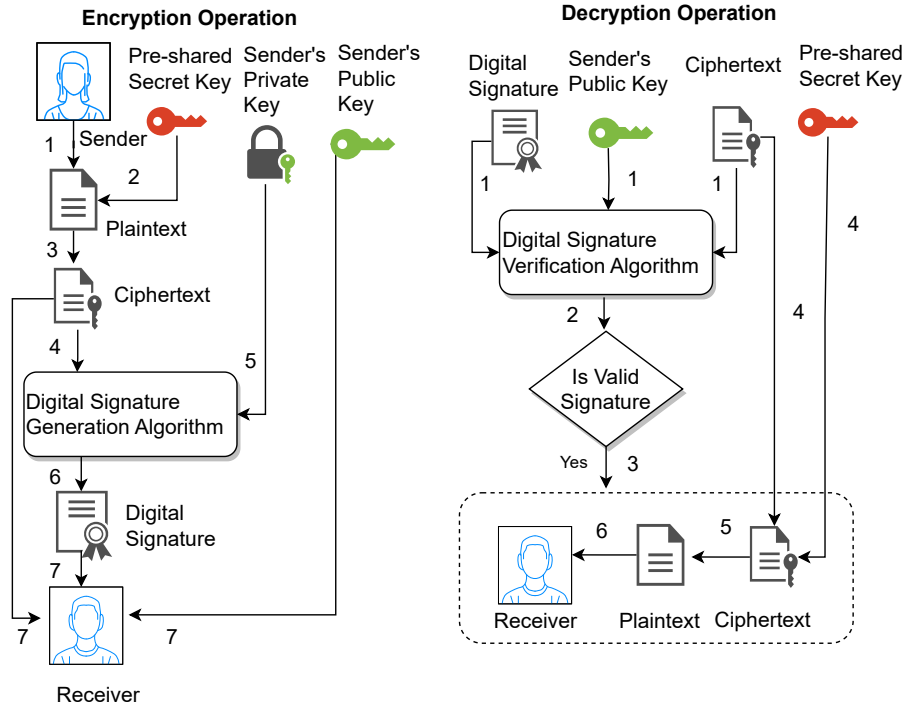 Encryption Operation
Pre-shared
Secret Key
Sender's
Private
Key
Sender's
Public
Key
1
Sender
2
Plaintext
3
Ciphertext
4
5
Digital Signature
Generation Algorithm
6
Digital
Signature
7
7
7
Receiver
Decryption Operation
Digital
Signature
Sender's
Public Key
Ciphertext
Pre-shared
Secret Key
1
1
1
4
Digital Signature
Verification Algorithm
2
4
Is Valid
Signature
Yes
3
6
5
Receiver
Plaintext
Ciphertext